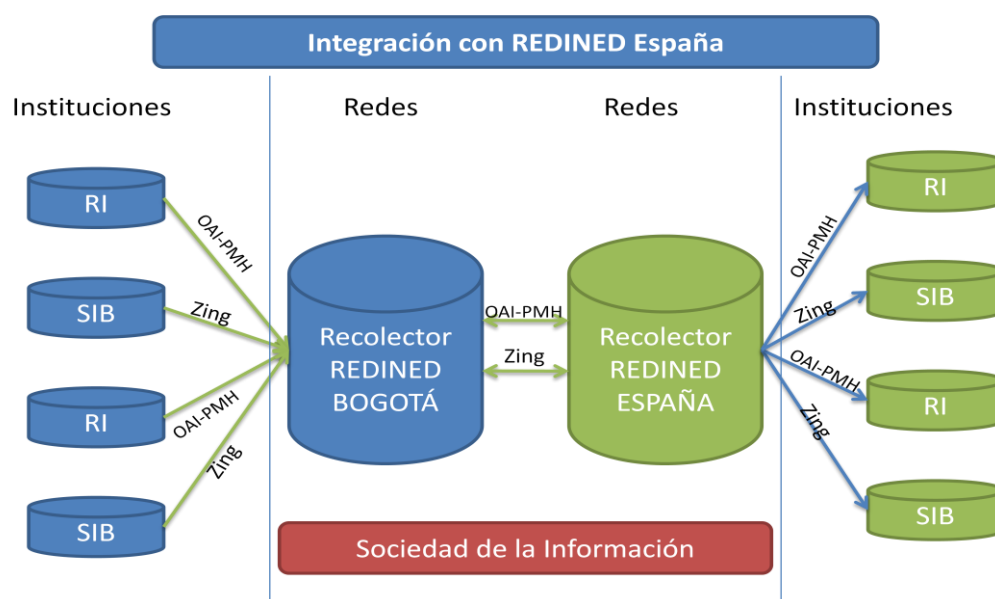 Integración con REDINED España
Instituciones
Redes
Redes
Instituciones
RI
OAI-PMH
SIB
Zing
RI
OAI-PMH
SIB
Zing
Recolector
REDINED
BOGOTÁ
OAI-PMH
Zing
Recolector
REDINED
ESPAÑA
OAI-PMH
RI
Zing
SIB
OAI-PMH
RI
Zing
SIB
Sociedad de la Información